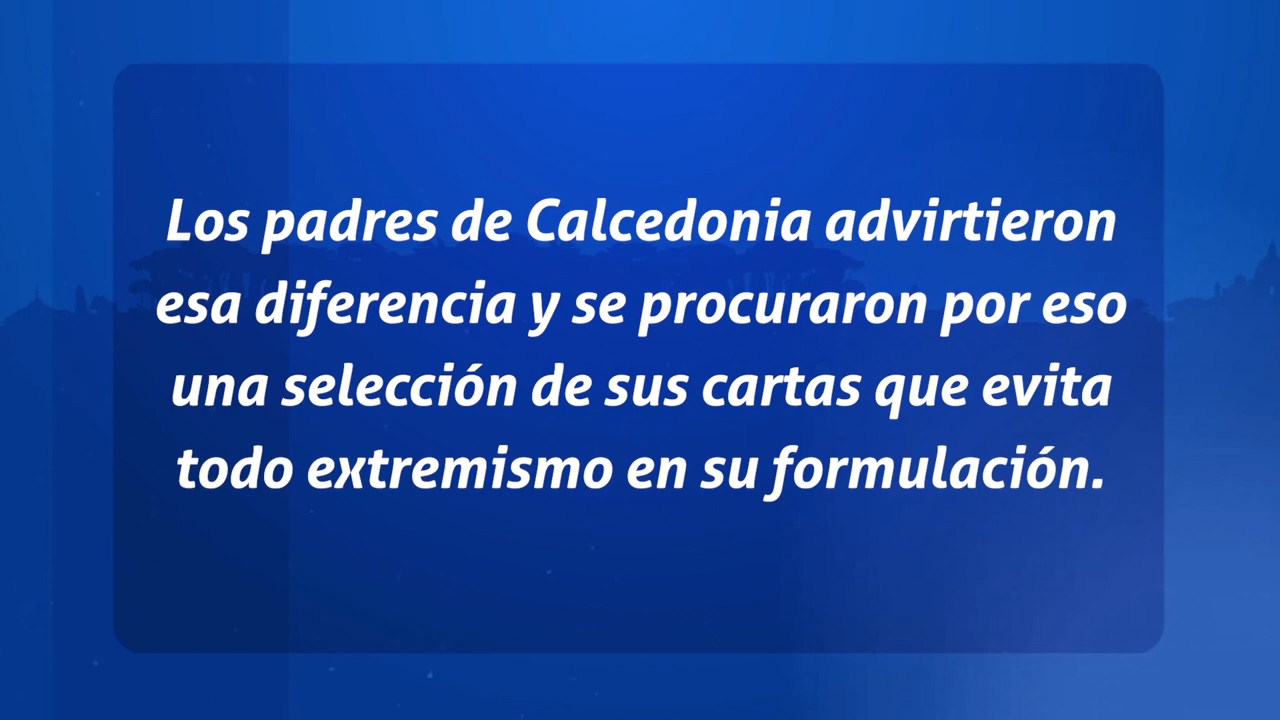 Los padres de Calcedonia advirtieron
esa diferencia y se procuraron por eso
una selección de sus cartas que evita
todo extremismo en su formulación.